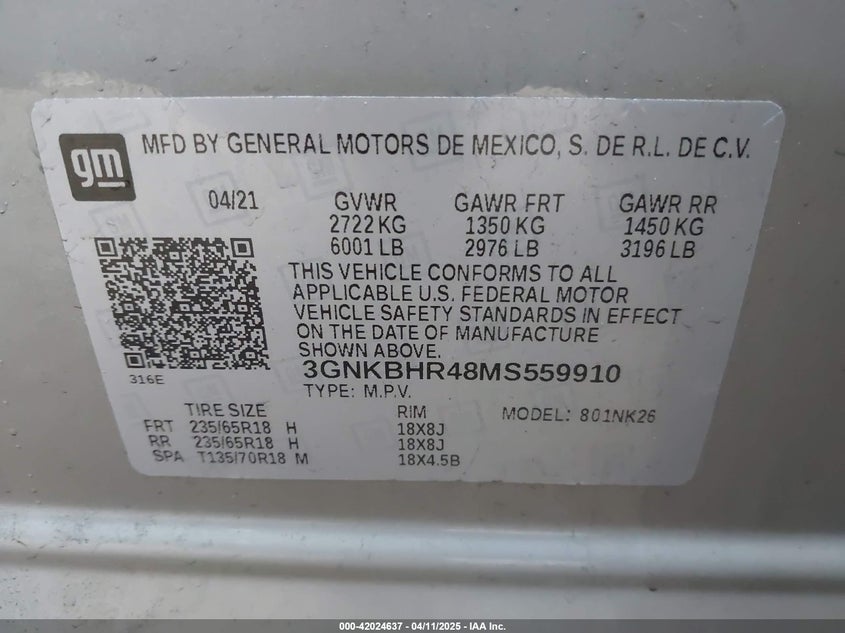 gm
MFD BY GENERAL MOTORS DE MEXICO, S. DE R.L. DE C.V.
04/21 GVWR GAWR FRT GAWR RR
2722 KG 1350 KG 1450 KG
6001 LB 2976 LB 3196 LB
THIS VEHICLE CONFORMS TO ALL
APPLICABLE U.S. FEDERAL MOTOR
VEHICLE SAFETY STANDARDS IN EFFECT
ON THE DATE OF MANUFACTURE
SHOWN ABOVE.
3GNKBHR48MS559910
316E
TYPE: M.P.V.
TIRE SIZE RIM MODEL: 801NK26
FRT 235/65R18 H 18X8J
RR 235/65R18 H 18X8J
SPA T135/70R18 M 18X4.5B
000-42024637 - 04/11/2025 - IAA Inc.